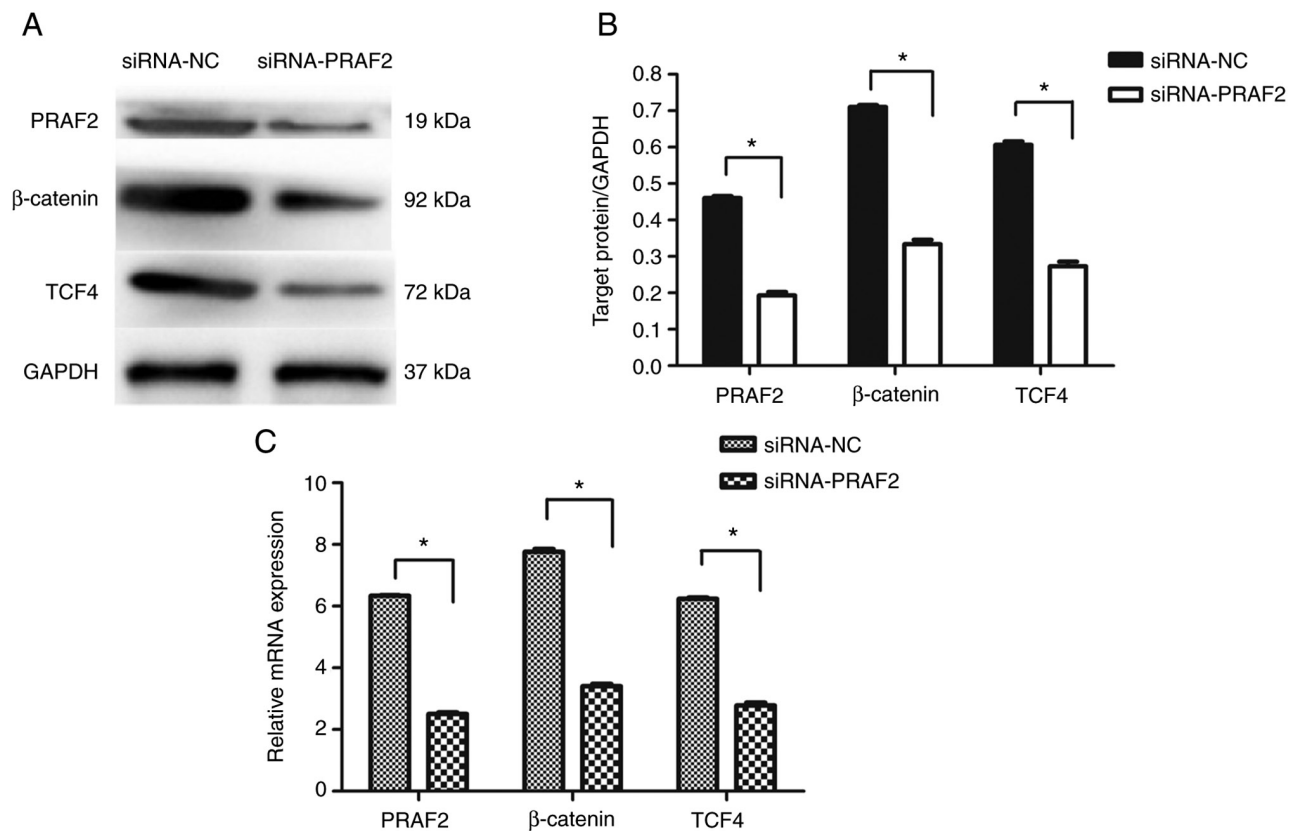 A
siRNA-NC siRNA-PRAF2
PRAF2 19 kDa
β-catenin 92 kDa
TCF4 72 kDa
GAPDH 37 kDa
B
siRNA-NC
siRNA-PRAF2
Target protein/GAPDH
0.8
0.7
0.6
0.5
0.4
0.3
0.2
0.1
0.0
* * *
PRAF2 β-catenin TCF4
C
siRNA-NC
siRNA-PRAF2
Relative mRNA expression
10
8
6
4
2
0
* * *
PRAF2 β-catenin TCF4